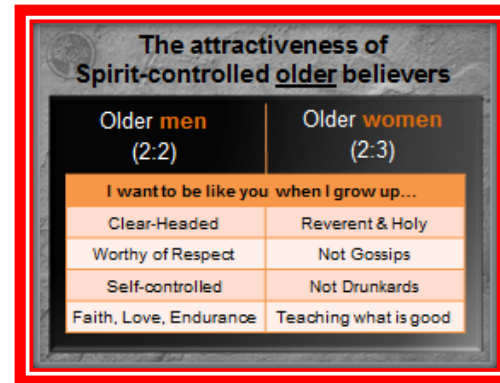 The attractiveness of
Spirit-controlled older believers
Older men Older women
(2:2) (2:3)
I want to be like you when I grow up…
Clear-Headed Reverent & Holy
Worthy of Respect Not Gossips
Self-controlled Not Drunkards
Faith, Love, Endurance Teaching what is good